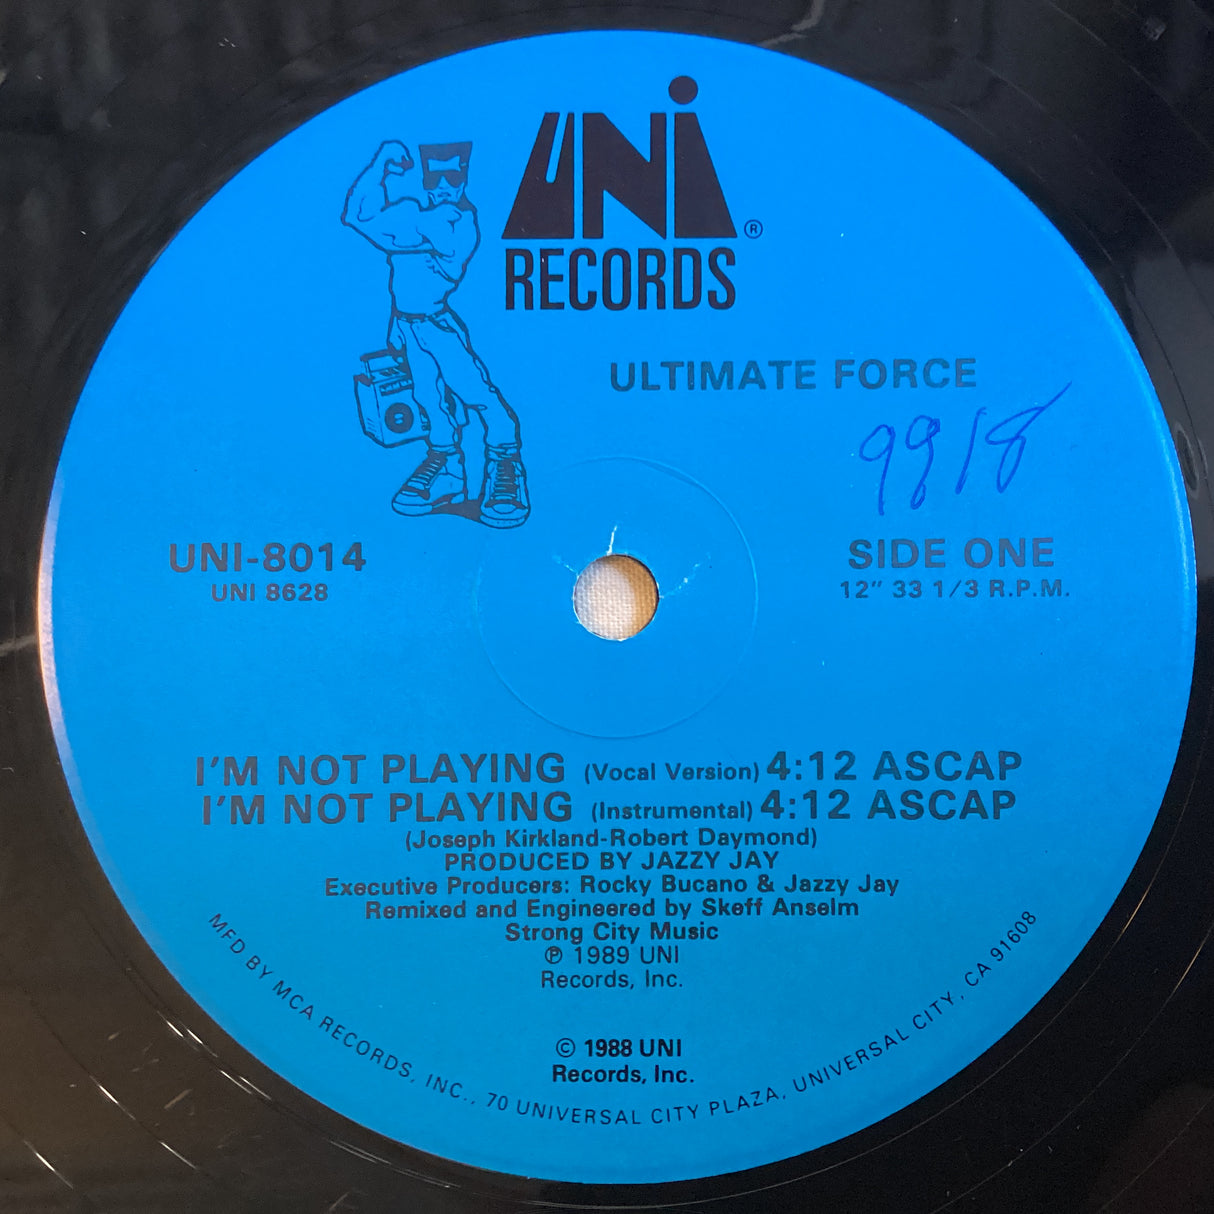 UNi ®
RECORDS
ULTIMATE FORCE
9918
UNI-8014
UNI 8628
SIDE ONE
12” 33 1/3 R.P.M.
I’M NOT PLAYING (Vocal Version) 4:12 ASCAP
I’M NOT PLAYING (Instrumental) 4:12 ASCAP
(Joseph Kirkland-Robert Daymond)
PRODUCED BY JAZZY JAY
Executive Producers: Rocky Bucano & Jazzy Jay
Remixed and Engineered by Skeff Anselm
Strong City Music
℗ 1989 UNI
Records, Inc.
© 1988 UNI
Records, Inc.
MFD BY MCA RECORDS, INC., 70 UNIVERSAL CITY PLAZA, UNIVERSAL CITY, CA 91608